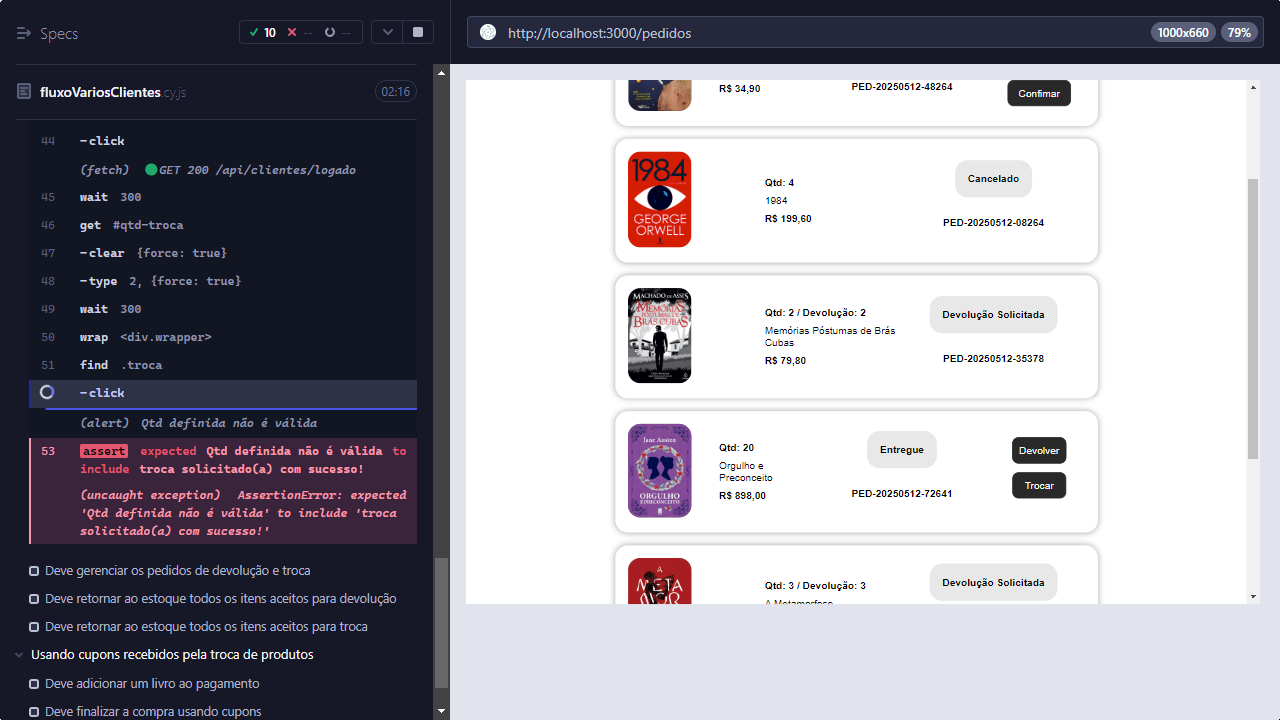 Specs
10
--
--
fluxoVariosClientes.cy.js
02:16
44 -click
(fetch) GET 200 /api/clientes/logado
45 wait 300
46 get #qtd-troca
47 -clear {force: true}
48 -type 2, {force: true}
49 wait 300
50 wrap <div.wrapper>
51 find .troca
-click
(alert) Qtd definida não é válida
53 assert expected Qtd definida não é válida to
include troca solicitado(a) com sucesso!
(uncaught exception) AssertionError: expected
'Qtd definida não é válida' to include 'troca
solicitado(a) com sucesso!'
Deve gerenciar os pedidos de devolução e troca
Deve retornar ao estoque todos os itens aceitos para devolução
Deve retornar ao estoque todos os itens aceitos para troca
Usando cupons recebidos pela troca de produtos
Deve adicionar um livro ao pagamento
Deve finalizar a compra usando cupons
http://localhost:3000/pedidos
1000x660
79%
R$ 34,90
PED-20250512-48264
Confimar
1984
GEORGE
ORWELL
Qtd: 4
1984
R$ 199,60
Cancelado
PED-20250512-08264
MACHADO DE ASSIS
MEMÓRIAS
PÓSTUMAS DE
BRÁS CUBAS
Qtd: 2 / Devolução: 2
Memórias Póstumas de Brás
Cubas
R$ 79,80
Devolução Solicitada
PED-20250512-35378
Jane Austen
ORGULHO
E PRECONCEITO
Qtd: 20
Orgulho e
Preconceito
R$ 898,00
Entregue
PED-20250512-72641
Devolver
Trocar
A
META
MOR
Qtd: 3 / Devolução: 3
A Metamorfose
Devolução Solicitada